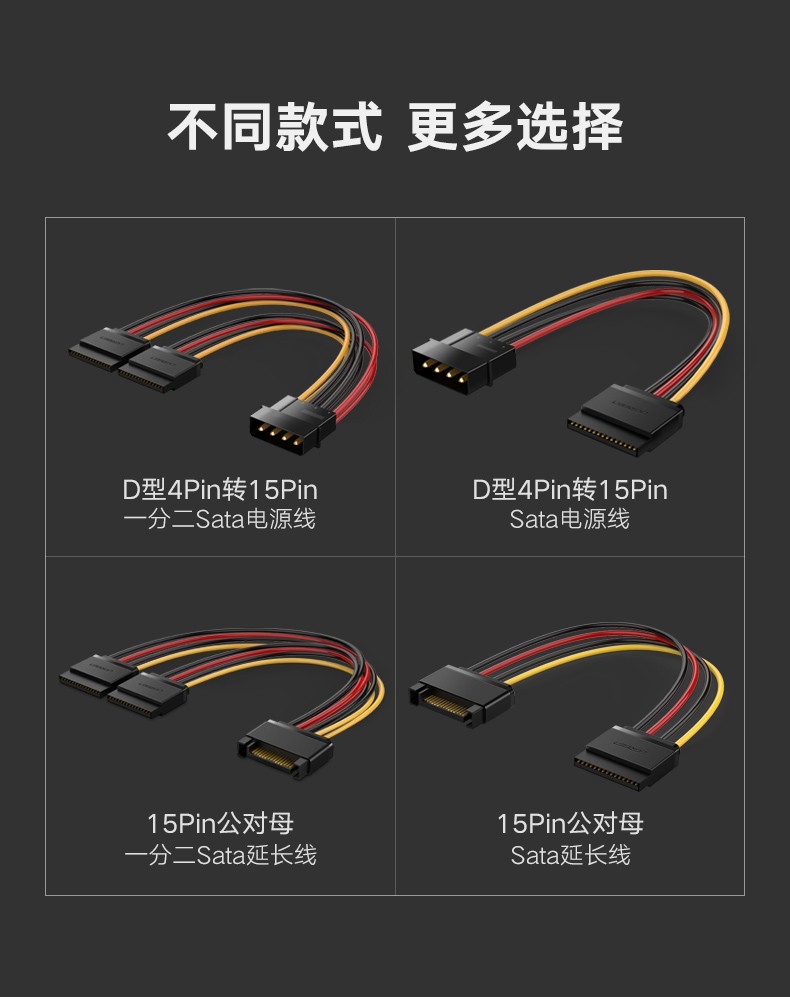 不同款式 更多选择
D型4Pin转15Pin
一分二Sata电源线
D型4Pin转15Pin
Sata电源线
15Pin公对母
一分二Sata延长线
15Pin公对母
Sata延长线